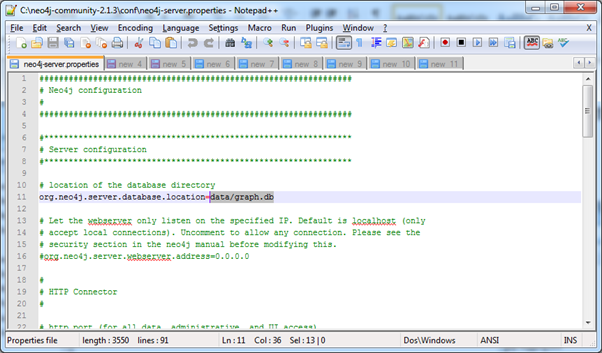 C:\neo4j-community-2.1.3\conf\neo4j-server.properties - Notepad++
File Edit Search View Encoding Language Settings Macro Run Plugins Window ? X
neo4j-server.properties new 4 new 5 new 6 new 7 new 8 new 9 new 10 new 11
1 ##################################################################
2 # Neo4j configuration
3 #
4 ##################################################################
5
6 #*****************************************************************
7 # Server configuration
8 #*****************************************************************
9
10 # location of the database directory
11 org.neo4j.server.database.location=data/graph.db
12
13 # Let the webserver only listen on the specified IP. Default is localhost (only
14 # accept local connections). Uncomment to allow any connection. Please see the
15 # security section in the neo4j manual before modifying this.
16 #org.neo4j.server.webserver.address=0.0.0.0
17
18 #
19 # HTTP Connector
20 #
21
22 # http port (for all data, administrative, and UI access)
Properties file length : 3550 lines : 91 Ln : 11 Col : 36 Sel : 13 | 0 Dos\Windows ANSI INS